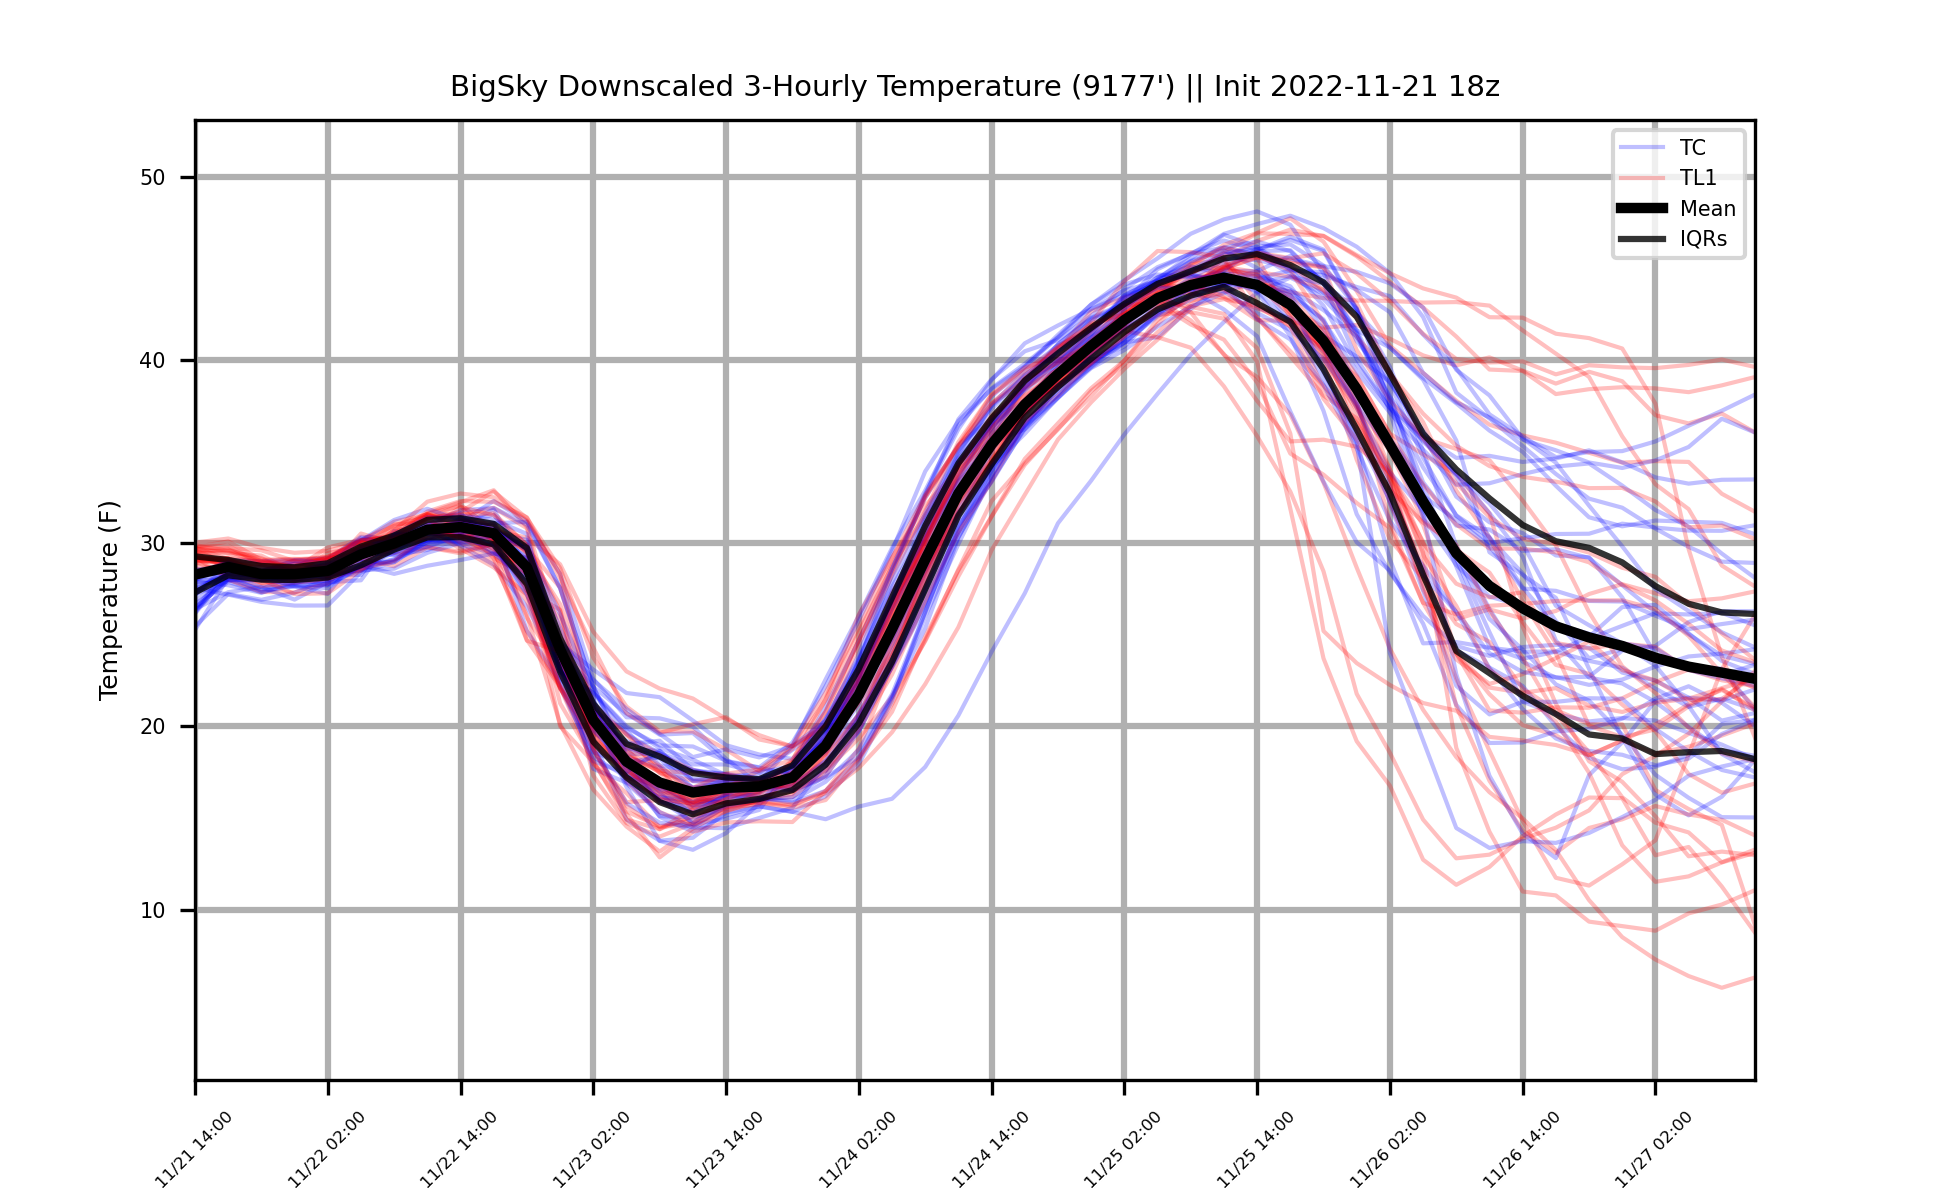 BigSky Downscaled 3-Hourly Temperature (9177') || Init 2022-11-21 18z
TC
TL1
Mean
IQRs
Temperature (F)
50
40
30
20
10
11/21 14:00
11/22 02:00
11/22 14:00
11/23 02:00
11/23 14:00
11/24 02:00
11/24 14:00
11/25 02:00
11/25 14:00
11/26 02:00
11/26 14:00
11/27 02:00